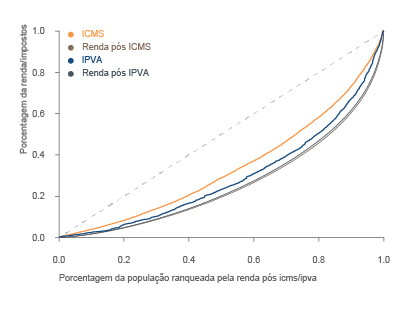 Porcentagem da renda/impostos
1.0
1.0
0.8
0.6
0.4
0.2
0.0
ICMS
Renda pós ICMS
IPVA
Renda pós IPVA
0.0 0.2 0.4 0.6 0.8 1.0
Porcentagem da população ranqueada pela renda pós icms/ipva